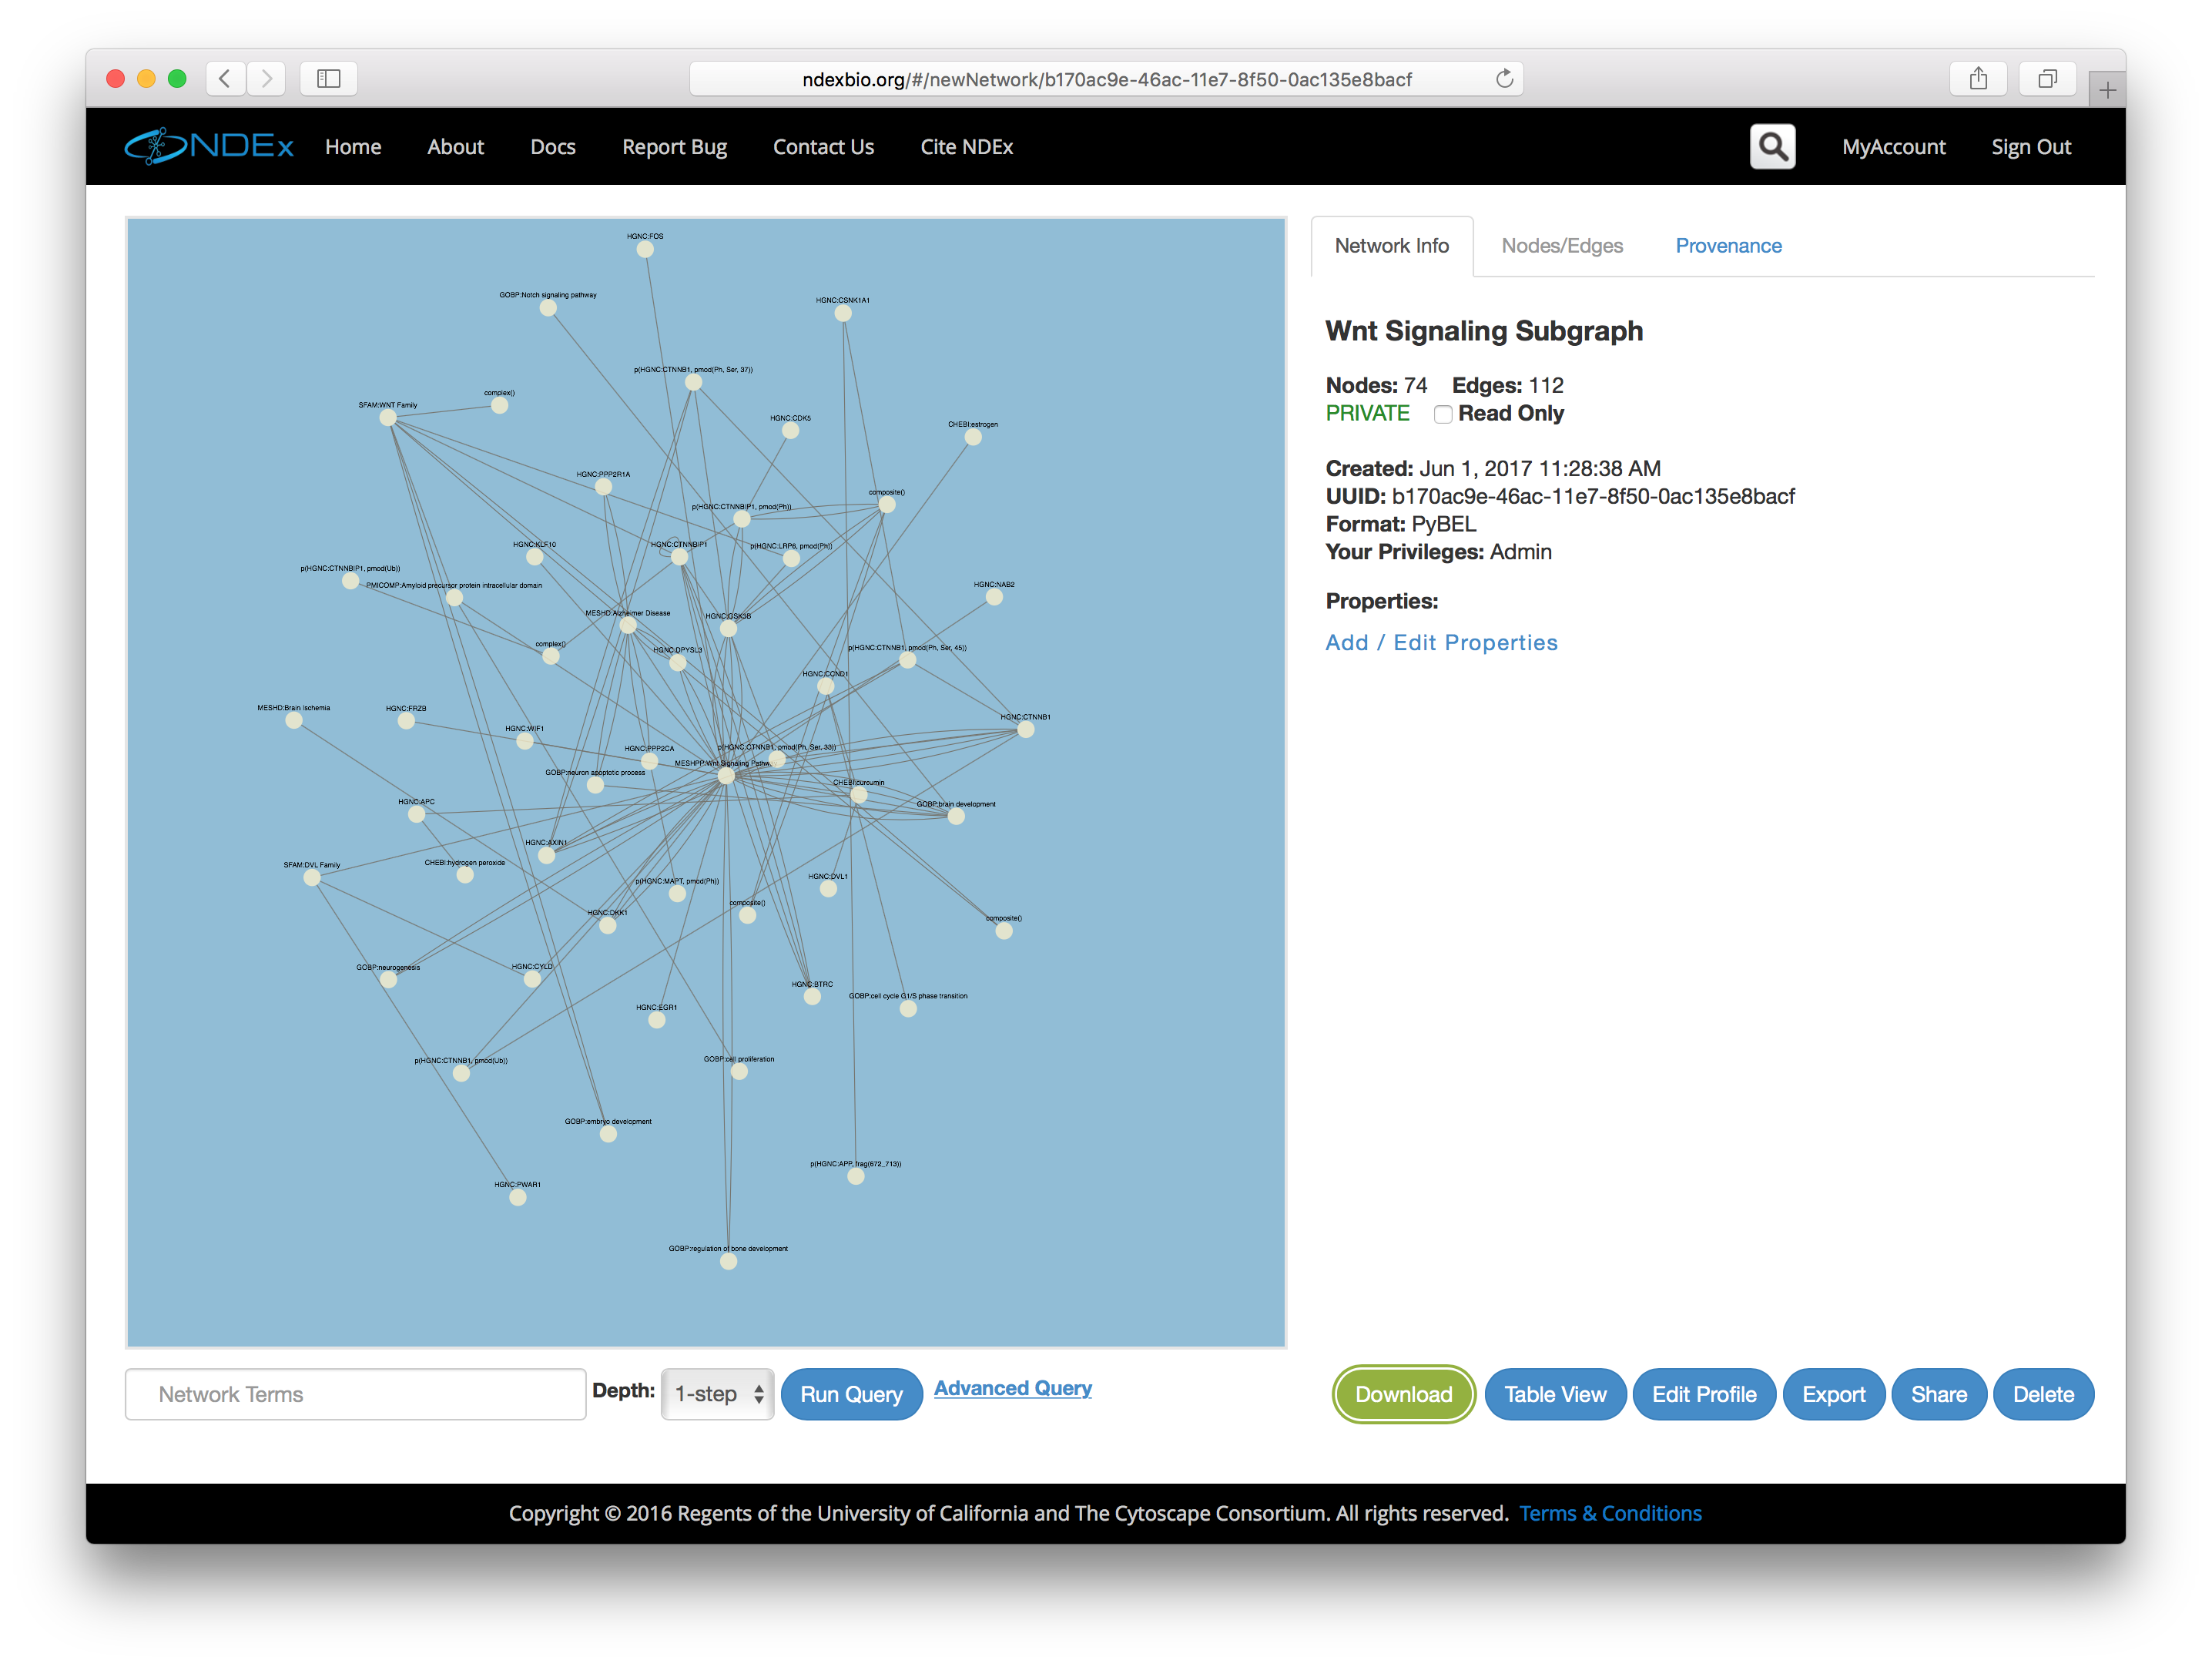 ndexbio.org/#/newNetwork/b170ac9e-46ac-11e7-8f50-0ac135e8bacf
NDEx Home About Docs Report Bug Contact Us Cite NDEx MyAccount Sign Out
Network Info Nodes/Edges Provenance
Wnt Signaling Subgraph
Nodes: 74 Edges: 112
PRIVATE Read Only
Created: Jun 1, 2017 11:28:38 AM
UUID: b170ac9e-46ac-11e7-8f50-0ac135e8bacf
Format: PyBEL
Your Privileges: Admin
Properties:
Add / Edit Properties
HGNC:FOS
GOBP:Notch signaling pathway
HGNC:CSNK1A1
p(HGNC:CTNNB1, pmod(Ph, Ser, 37))
complex()
SFAM:WNT Family
HGNC:CDK5
CHEBI:estrogen
HGNC:PPP2R1A
composite()
p(HGNC:CTNNBIP1, pmod(Ph))
HGNC:KLF10
HGNC:CTNNBIP1
p(HGNC:LRP6, pmod(Ph))
p(HGNC:CTNNBIP1, pmod(Ub))
PMICOMP:Amyloid precursor protein intracellular domain
HGNC:NAB2
MESHD:Alzheimer Disease
HGNC:GSK3B
complex()
HGNC:DPYSL3
p(HGNC:CTNNB1, pmod(Ph, Ser, 45))
HGNC:CCND1
MESHD:Brain Ischemia
HGNC:FRZB
HGNC:CTNNB1
HGNC:WIF1
HGNC:PPP2CA
p(HGNC:CTNNB1, pmod(Ph, Ser, 33))
MESHPP:Wnt Signaling Pathway
GOBP:neuron apoptotic process
CHEBI:curcumin
HGNC:APC
GOBP:brain development
HGNC:AXIN1
SFAM:DVL Family
CHEBI:hydrogen peroxide
p(HGNC:MAPT, pmod(Ph))
HGNC:DVL1
composite()
HGNC:DKK1
composite()
GOBP:neurogenesis
HGNC:CYLD
HGNC:BTRC
GOBP:cell cycle G1/S phase transition
HGNC:EGR1
p(HGNC:CTNNB1, pmod(Ub))
GOBP:cell proliferation
GOBP:embryo development
p(HGNC:APP, frag(672_713))
HGNC:PWAR1
GOBP:regulation of bone development
Network Terms Depth: 1-step Run Query Advanced Query Download Table View Edit Profile Export Share Delete
Copyright © 2016 Regents of the University of California and The Cytoscape Consortium. All rights reserved. Terms & Conditions